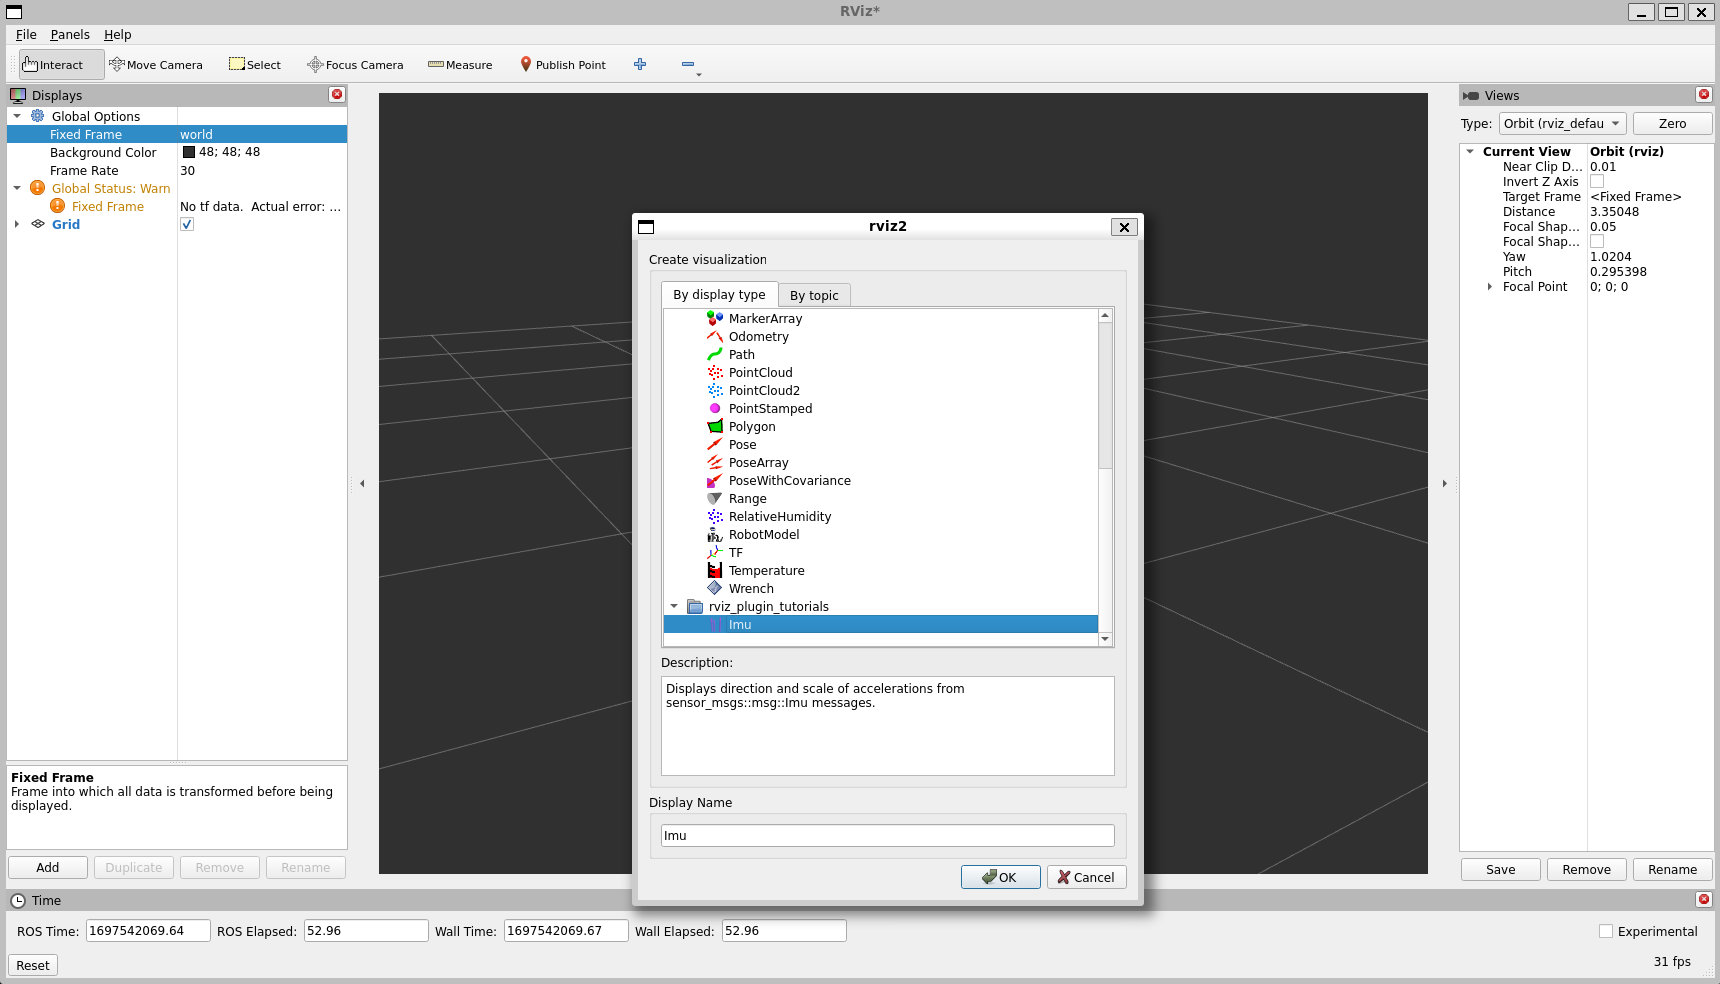 RViz*
File Panels Help
Interact Move Camera Select Focus Camera Measure Publish Point
Displays
Global Options
Fixed Frame world
Background Color 48; 48; 48
Frame Rate 30
Global Status: Warn
Fixed Frame No tf data. Actual error: ...
Grid
Fixed Frame
Frame into which all data is transformed before being
displayed.
Add Duplicate Remove Rename
rviz2
Create visualization
By display type By topic
MarkerArray
Odometry
Path
PointCloud
PointCloud2
PointStamped
Polygon
Pose
PoseArray
PoseWithCovariance
Range
RelativeHumidity
RobotModel
TF
Temperature
Wrench
rviz_plugin_tutorials
Imu
Description:
Displays direction and scale of accelerations from
sensor_msgs::msg::Imu messages.
Display Name
Imu
OK Cancel
Views
Type: Orbit (rviz_defau Zero
Current View Orbit (rviz)
Near Clip D... 0.01
Invert Z Axis
Target Frame <Fixed Frame>
Distance 3.35048
Focal Shap... 0.05
Focal Shap...
Yaw 1.0204
Pitch 0.295398
Focal Point 0; 0; 0
Save Remove Rename
Time
ROS Time: 1697542069.64 ROS Elapsed: 52.96 Wall Time: 1697542069.67 Wall Elapsed: 52.96 Experimental
Reset 31 fps